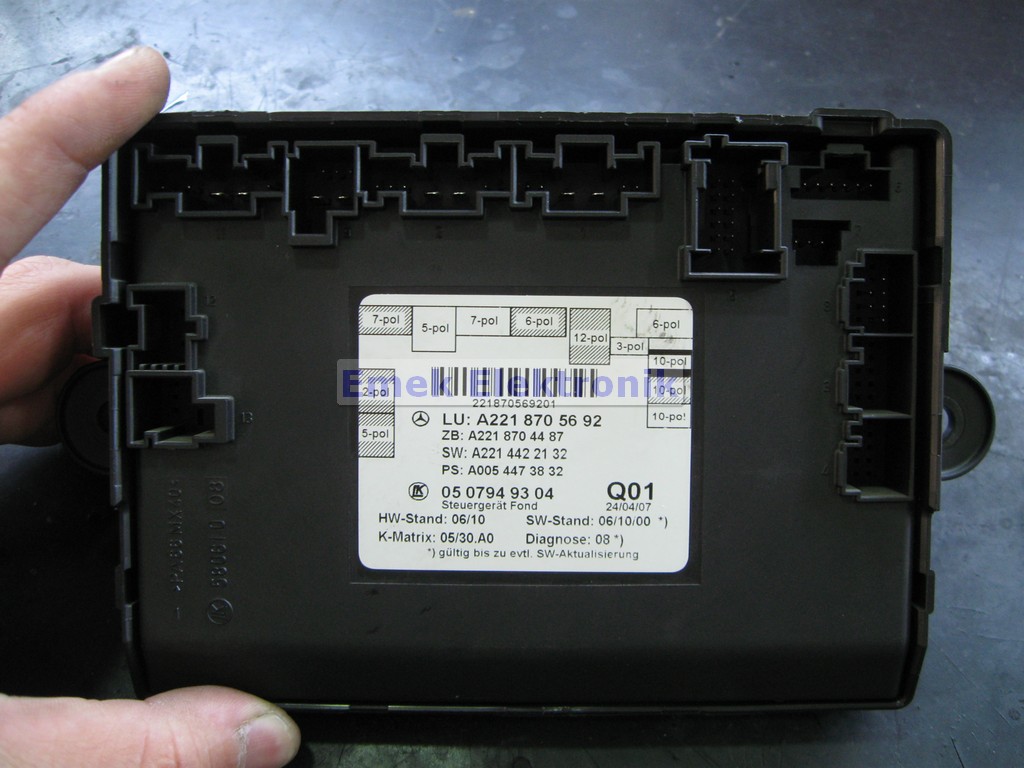 7-pol 5-pol 7-pol 6-pol 12-pol 3-pol 6-pol
10-pol
2-pol 10-pol
5-pol 10-pol
Emek Elektronik
221870569201
LU: A221 870 56 92
ZB: A221 870 44 87
SW: A221 442 21 32
PS: A005 447 38 32
05 0794 93 04 Q01
Steuergerät Fond 24/04/07
HW-Stand: 06/10 SW-Stand: 06/10/00 *)
K-Matrix: 05/30.A0 Diagnose: 08 *)
*) gültig bis zu evtl. SW-Aktualisierung